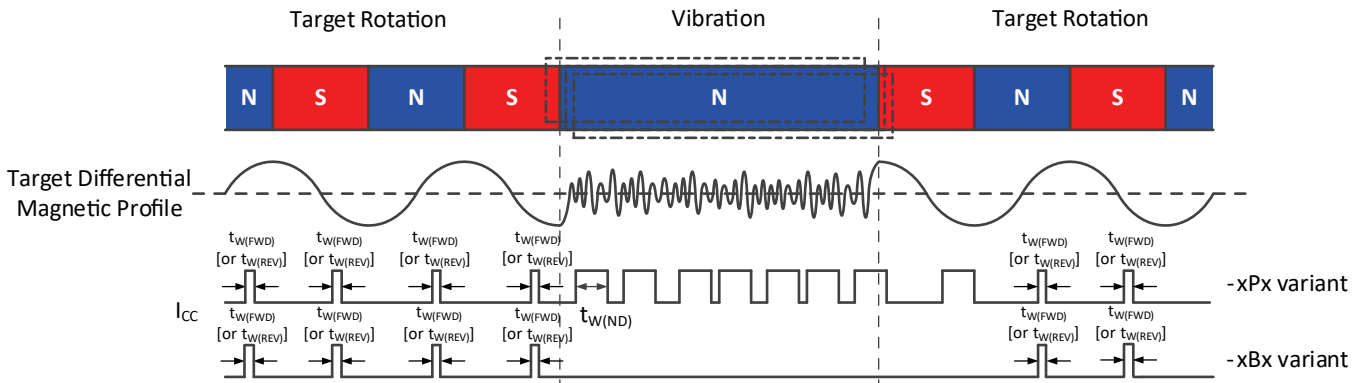 Target Rotation
Vibration
Target Rotation
N
S
N
S
N
S
N
S
N
Target Differential
Magnetic Profile
tW(FWD)
[or tW(REV)]
tW(FWD)
[or tW(REV)]
tW(FWD)
[or tW(REV)]
tW(FWD)
[or tW(REV)]
tW(FWD)
[or tW(REV)]
tW(FWD)
[or tW(REV)]
-xPx variant
tW(ND)
ICC
tW(FWD)
[or tW(REV)]
tW(FWD)
[or tW(REV)]
tW(FWD)
[or tW(REV)]
tW(FWD)
[or tW(REV)]
tW(FWD)
[or tW(REV)]
tW(FWD)
[or tW(REV)]
-xBx variant